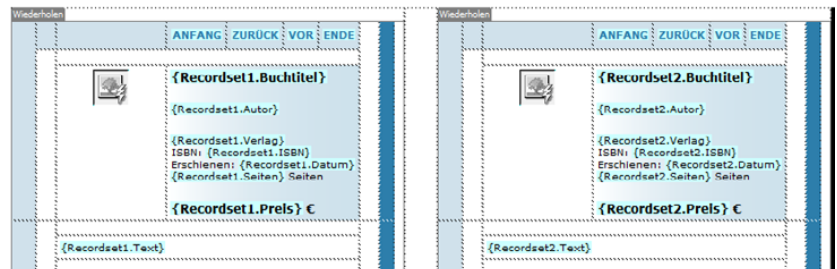 Wiederholen
ANFANG ZURÜCK VOR ENDE
{Recordset1.Buchtitel}
{Recordset1.Autor}
{Recordset1.Verlag}
ISBN: {Recordset1.ISBN}
Erschienen: {Recordset1.Datum}
{Recordset1.Seiten} Seiten
{Recordset1.Preis} €
{Recordset1.Text}
Wiederholen
ANFANG ZURÜCK VOR ENDE
{Recordset2.Buchtitel}
{Recordset2.Autor}
{Recordset2.Verlag}
ISBN: {Recordset2.ISBN}
Erschienen: {Recordset2.Datum}
{Recordset2.Seiten} Seiten
{Recordset2.Preis} €
{Recordset2.Text}